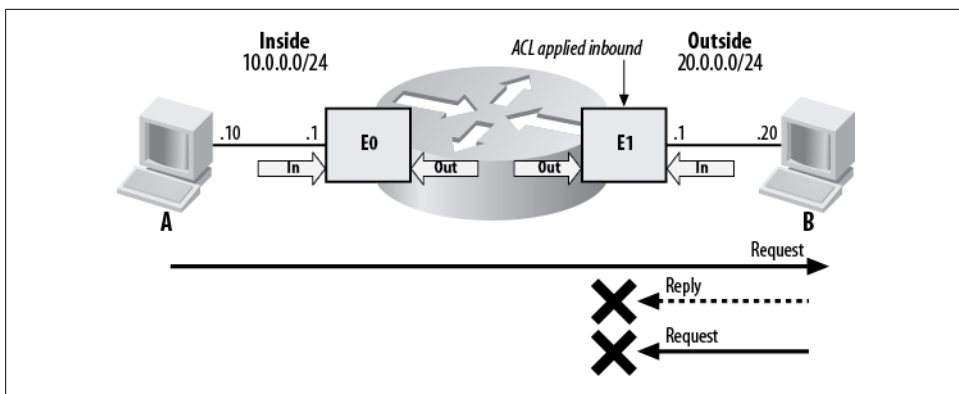 Inside
10.0.0.0/24
ACL applied inbound
Outside
20.0.0.0/24
.10
.1
E0
E1
.1
.20
In
Out
Out
In
A
B
Request
Reply
Request